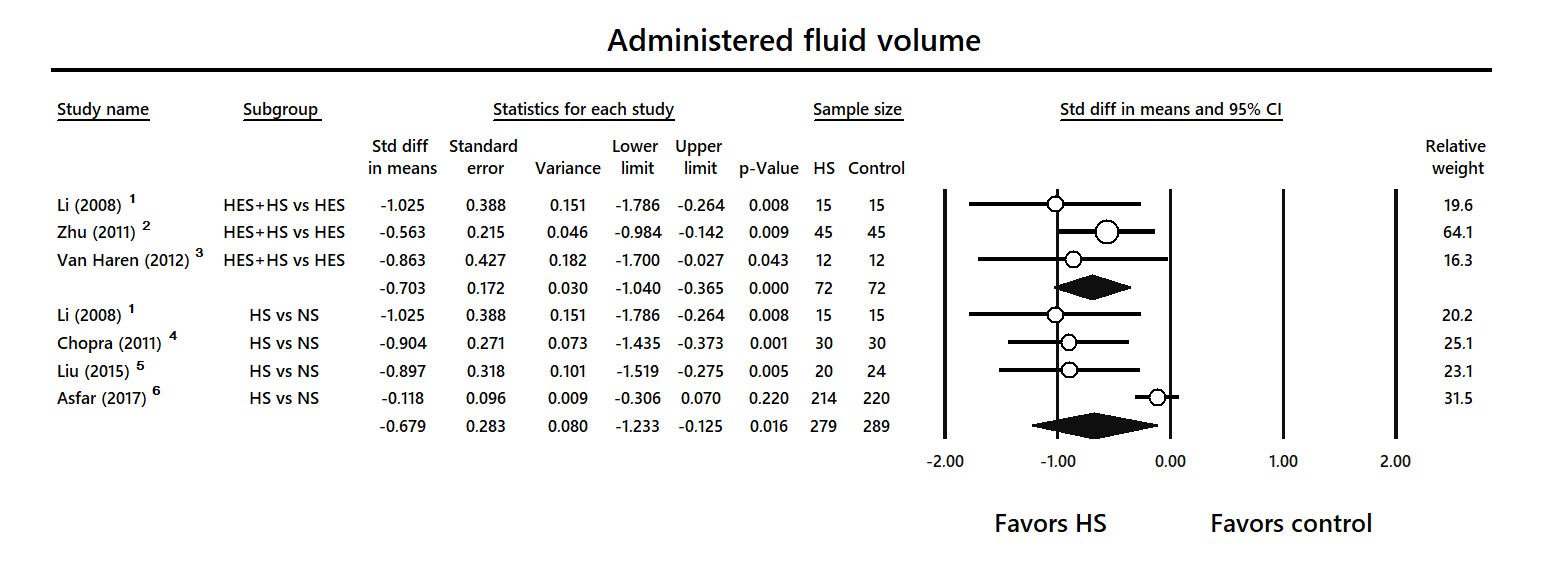 Administered fluid volume
Study name Subgroup Statistics for each study Sample size Std diff in means and 95% CI
Std diff Standard Lower Upper Relative
in means error Variance limit limit p-Value HS Control weight
Li (2008) 1 HES+HS vs HES -1.025 0.388 0.151 -1.786 -0.264 0.008 15 15 19.6
Zhu (2011) 2 HES+HS vs HES -0.563 0.215 0.046 -0.984 -0.142 0.009 45 45 64.1
Van Haren (2012) 3 HES+HS vs HES -0.863 0.427 0.182 -1.700 -0.027 0.043 12 12 16.3
-0.703 0.172 0.030 -1.040 -0.365 0.000 72 72
Li (2008) 1 HS vs NS -1.025 0.388 0.151 -1.786 -0.264 0.008 15 15 20.2
Chopra (2011) 4 HS vs NS -0.904 0.271 0.073 -1.435 -0.373 0.001 30 30 25.1
Liu (2015) 5 HS vs NS -0.897 0.318 0.101 -1.519 -0.275 0.005 20 24 23.1
Asfar (2017) 6 HS vs NS -0.118 0.096 0.009 -0.306 0.070 0.220 214 220 31.5
-0.679 0.283 0.080 -1.233 -0.125 0.016 279 289
-2.00 -1.00 0.00 1.00 2.00
Favors HS Favors control